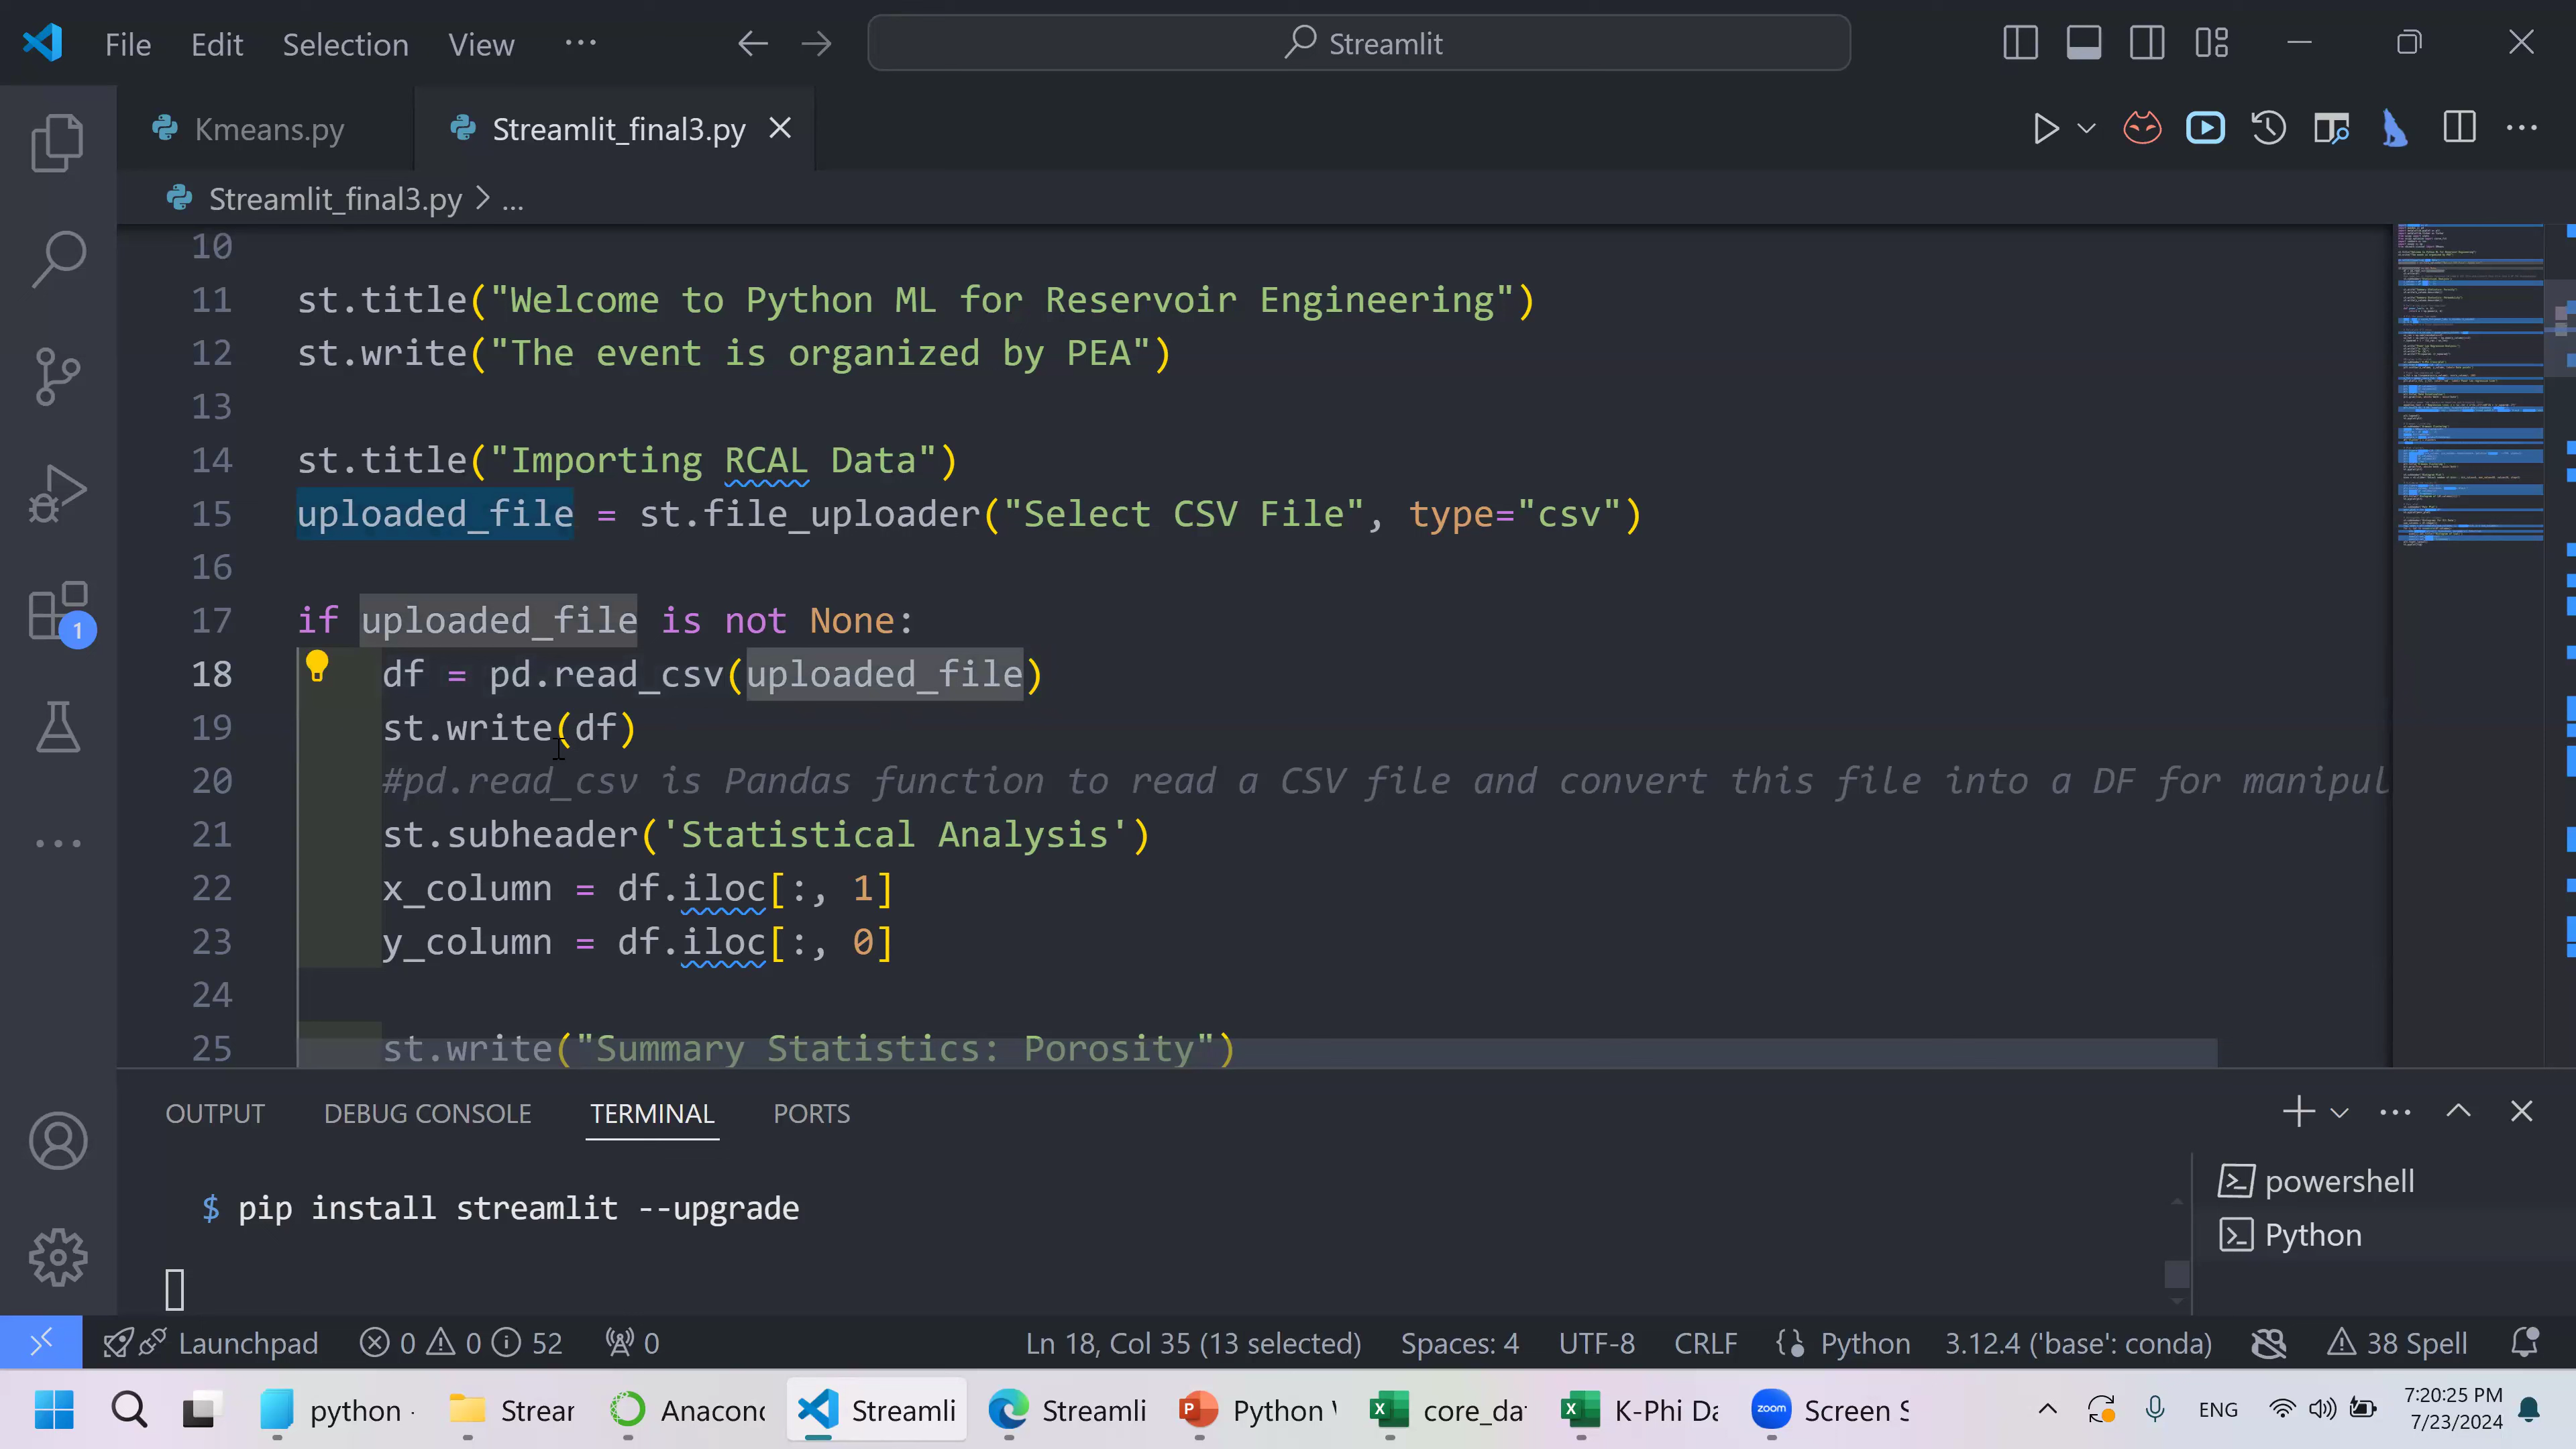 File Edit Selection View ... Streamlit
Kmeans.py Streamlit_final3.py
Streamlit_final3.py > ...
10
11 st.title("Welcome to Python ML for Reservoir Engineering")
12 st.write("The event is organized by PEA")
13
14 st.title("Importing RCAL Data")
15 uploaded_file = st.file_uploader("Select CSV File", type="csv")
16
17 if uploaded_file is not None:
18 df = pd.read_csv(uploaded_file)
19 st.write(df)
20 #pd.read_csv is Pandas function to read a CSV file and convert this file into a DF for manipul
21 st.subheader('Statistical Analysis')
22 x_column = df.iloc[:, 1]
23 y_column = df.iloc[:, 0]
24
25 st.write("Summary Statistics: Porosity")
1
OUTPUT DEBUG CONSOLE TERMINAL PORTS
$ pip install streamlit --upgrade
powershell
Python
Launchpad 0 0 52 0 Ln 18, Col 35 (13 selected) Spaces: 4 UTF-8 CRLF Python 3.12.4 ('base': conda) 38 Spell
python Strear Anacon Streamli Streamli Python core_da K-Phi Da zoom Screen S ENG 7:20:25 PM
7/23/2024